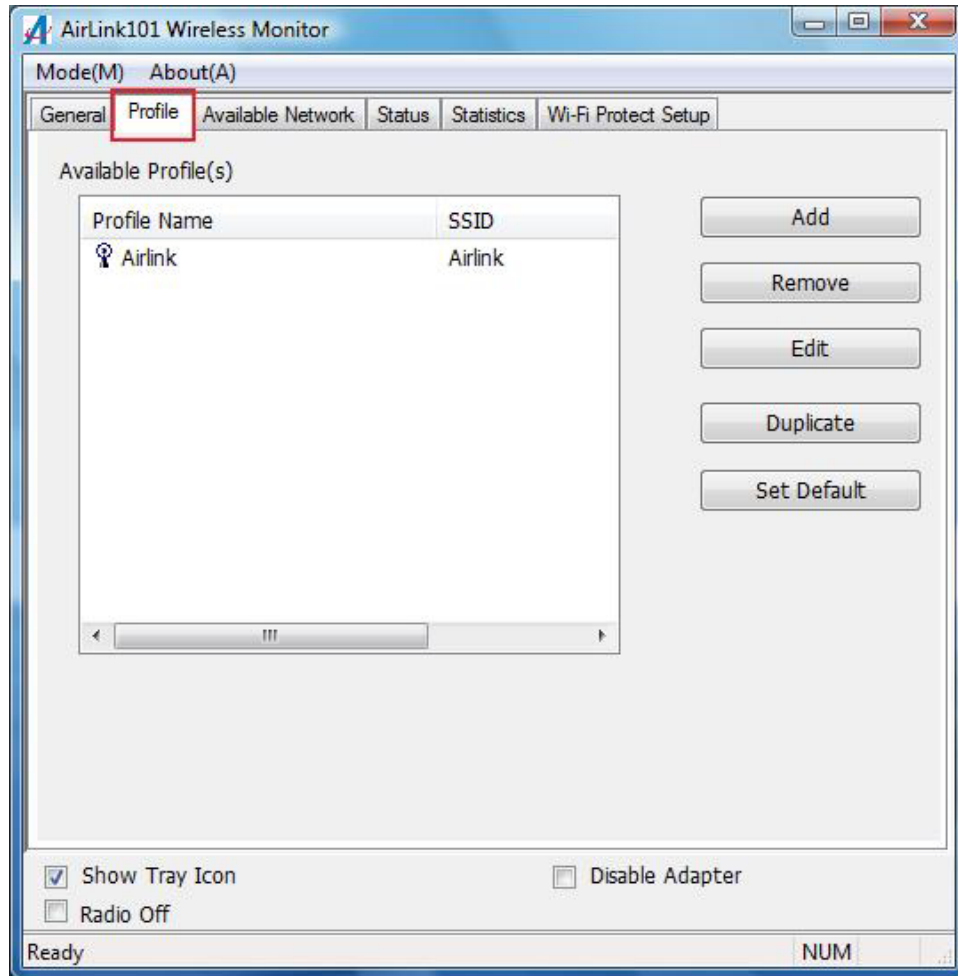 AirLink101 Wireless Monitor
Mode(M) About(A)
General Profile Available Network Status Statistics Wi-Fi Protect Setup
Available Profile(s)
Profile Name SSID
Airlink Airlink
Add
Remove
Edit
Duplicate
Set Default
Show Tray Icon Disable Adapter
Radio Off
Ready NUM